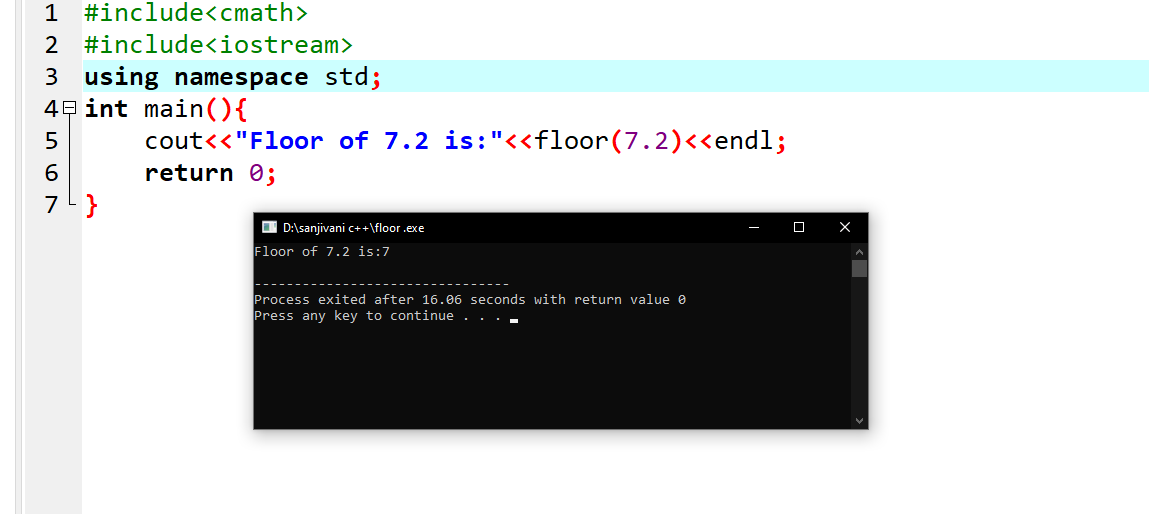 1 #include<cmath>
2 #include<iostream>
3 using namespace std;
4 int main(){
5 cout<<"Floor of 7.2 is:"<<floor(7.2)<<endl;
6 return 0;
7 }
D:\sanjivani c++\floor .exe
Floor of 7.2 is:7
--------------------------------
Process exited after 16.06 seconds with return value 0
Press any key to continue . . .